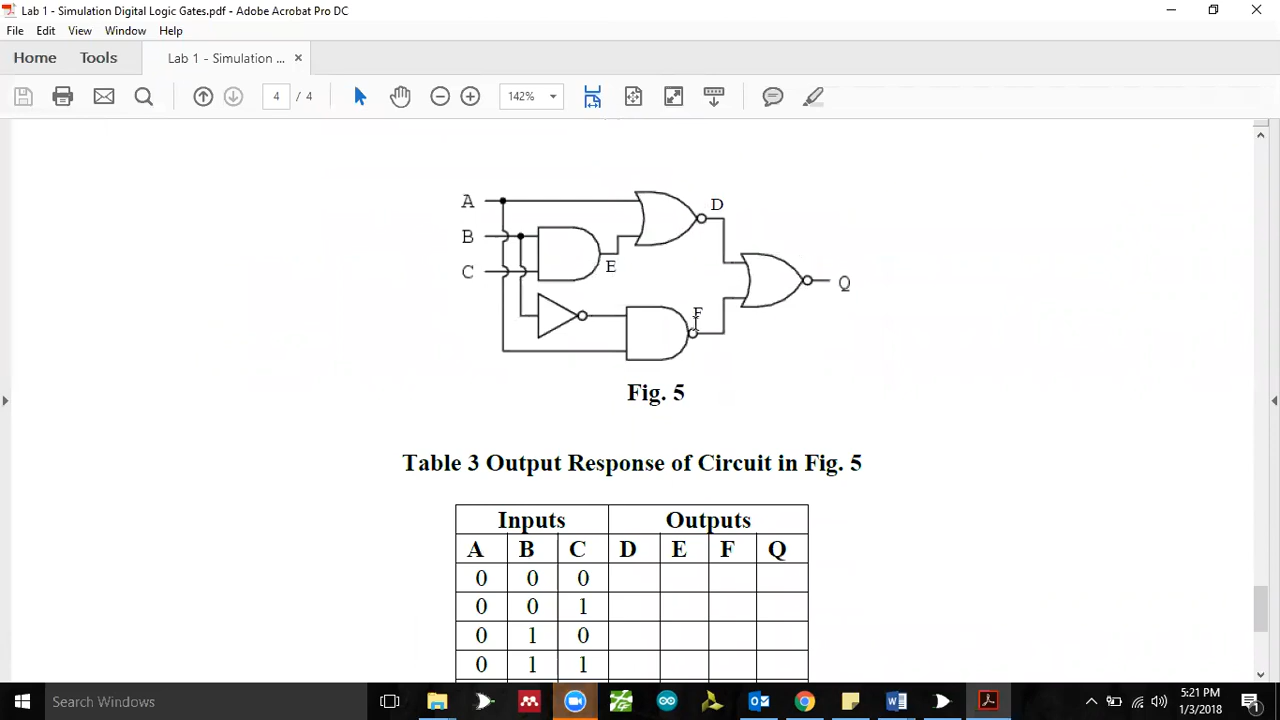 Lab 1 - Simulation Digital Logic Gates.pdf - Adobe Acrobat Pro DC
File Edit View Window Help
Home Tools Lab 1 - Simulation ... ×
4 / 4 142%
A
B
C
D
E
F
Q
Fig. 5
Table 3 Output Response of Circuit in Fig. 5
Inputs Outputs
A B C D E F Q
0 0 0
0 0 1
0 1 0
0 1 1
Search Windows
5:21 PM
1/3/2018
1